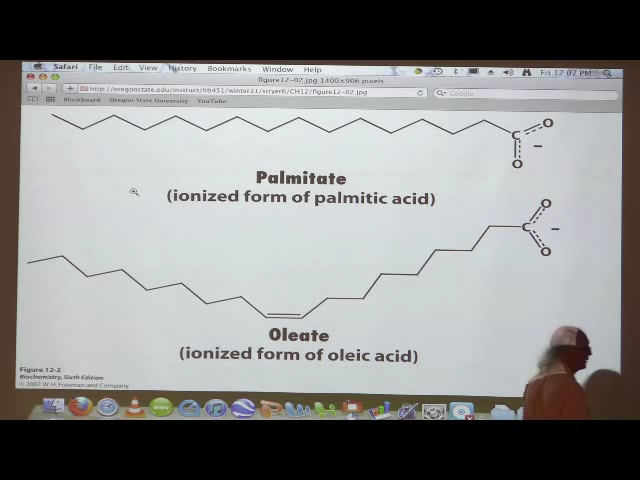 Safari File Edit View History Bookmarks Window Help Fri 12:07 PM
figure12-02.jpg 1400×906 pixels
http://oregonstate.edu/instruct/bb451/winter11/stryer6/CH12/figure12-02.jpg Google
Blackboard Oregon State University YouTube
O
C
−
O
Palmitate
(ionized form of palmitic acid)
O
C −
O
Oleate
(ionized form of oleic acid)
Figure 12-2
Biochemistry, Sixth Edition
© 2007 W. H. Freeman and Company
WMV